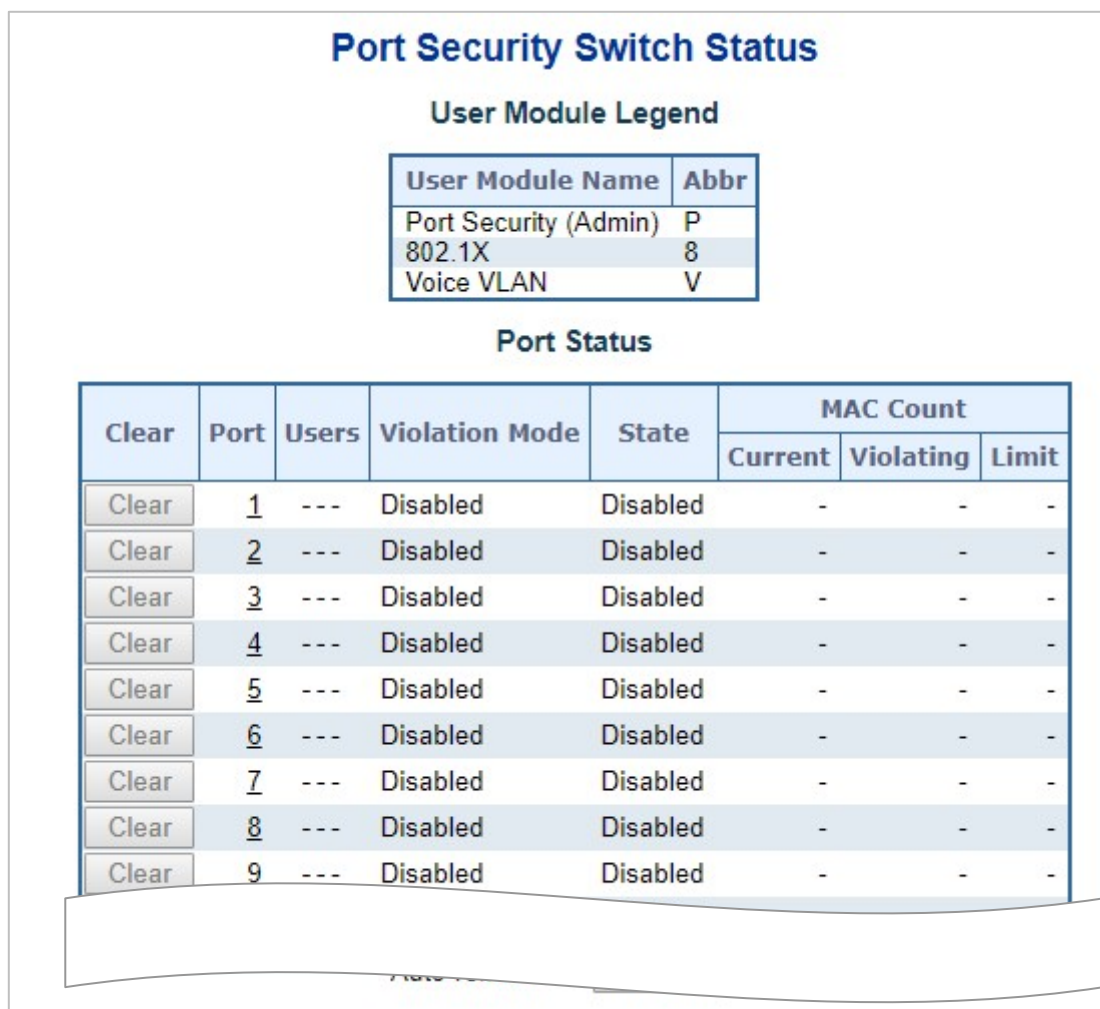 Port Security Switch Status
User Module Legend
User Module Name Abbr
Port Security (Admin) P
802.1X 8
Voice VLAN V
Port Status
Clear Port Users Violation Mode State MAC Count
Current Violating Limit
Clear 1 --- Disabled Disabled - - -
Clear 2 --- Disabled Disabled - - -
Clear 3 --- Disabled Disabled - - -
Clear 4 --- Disabled Disabled - - -
Clear 5 --- Disabled Disabled - - -
Clear 6 --- Disabled Disabled - - -
Clear 7 --- Disabled Disabled - - -
Clear 8 --- Disabled Disabled - - -
Clear 9 --- Disabled Disabled - - -